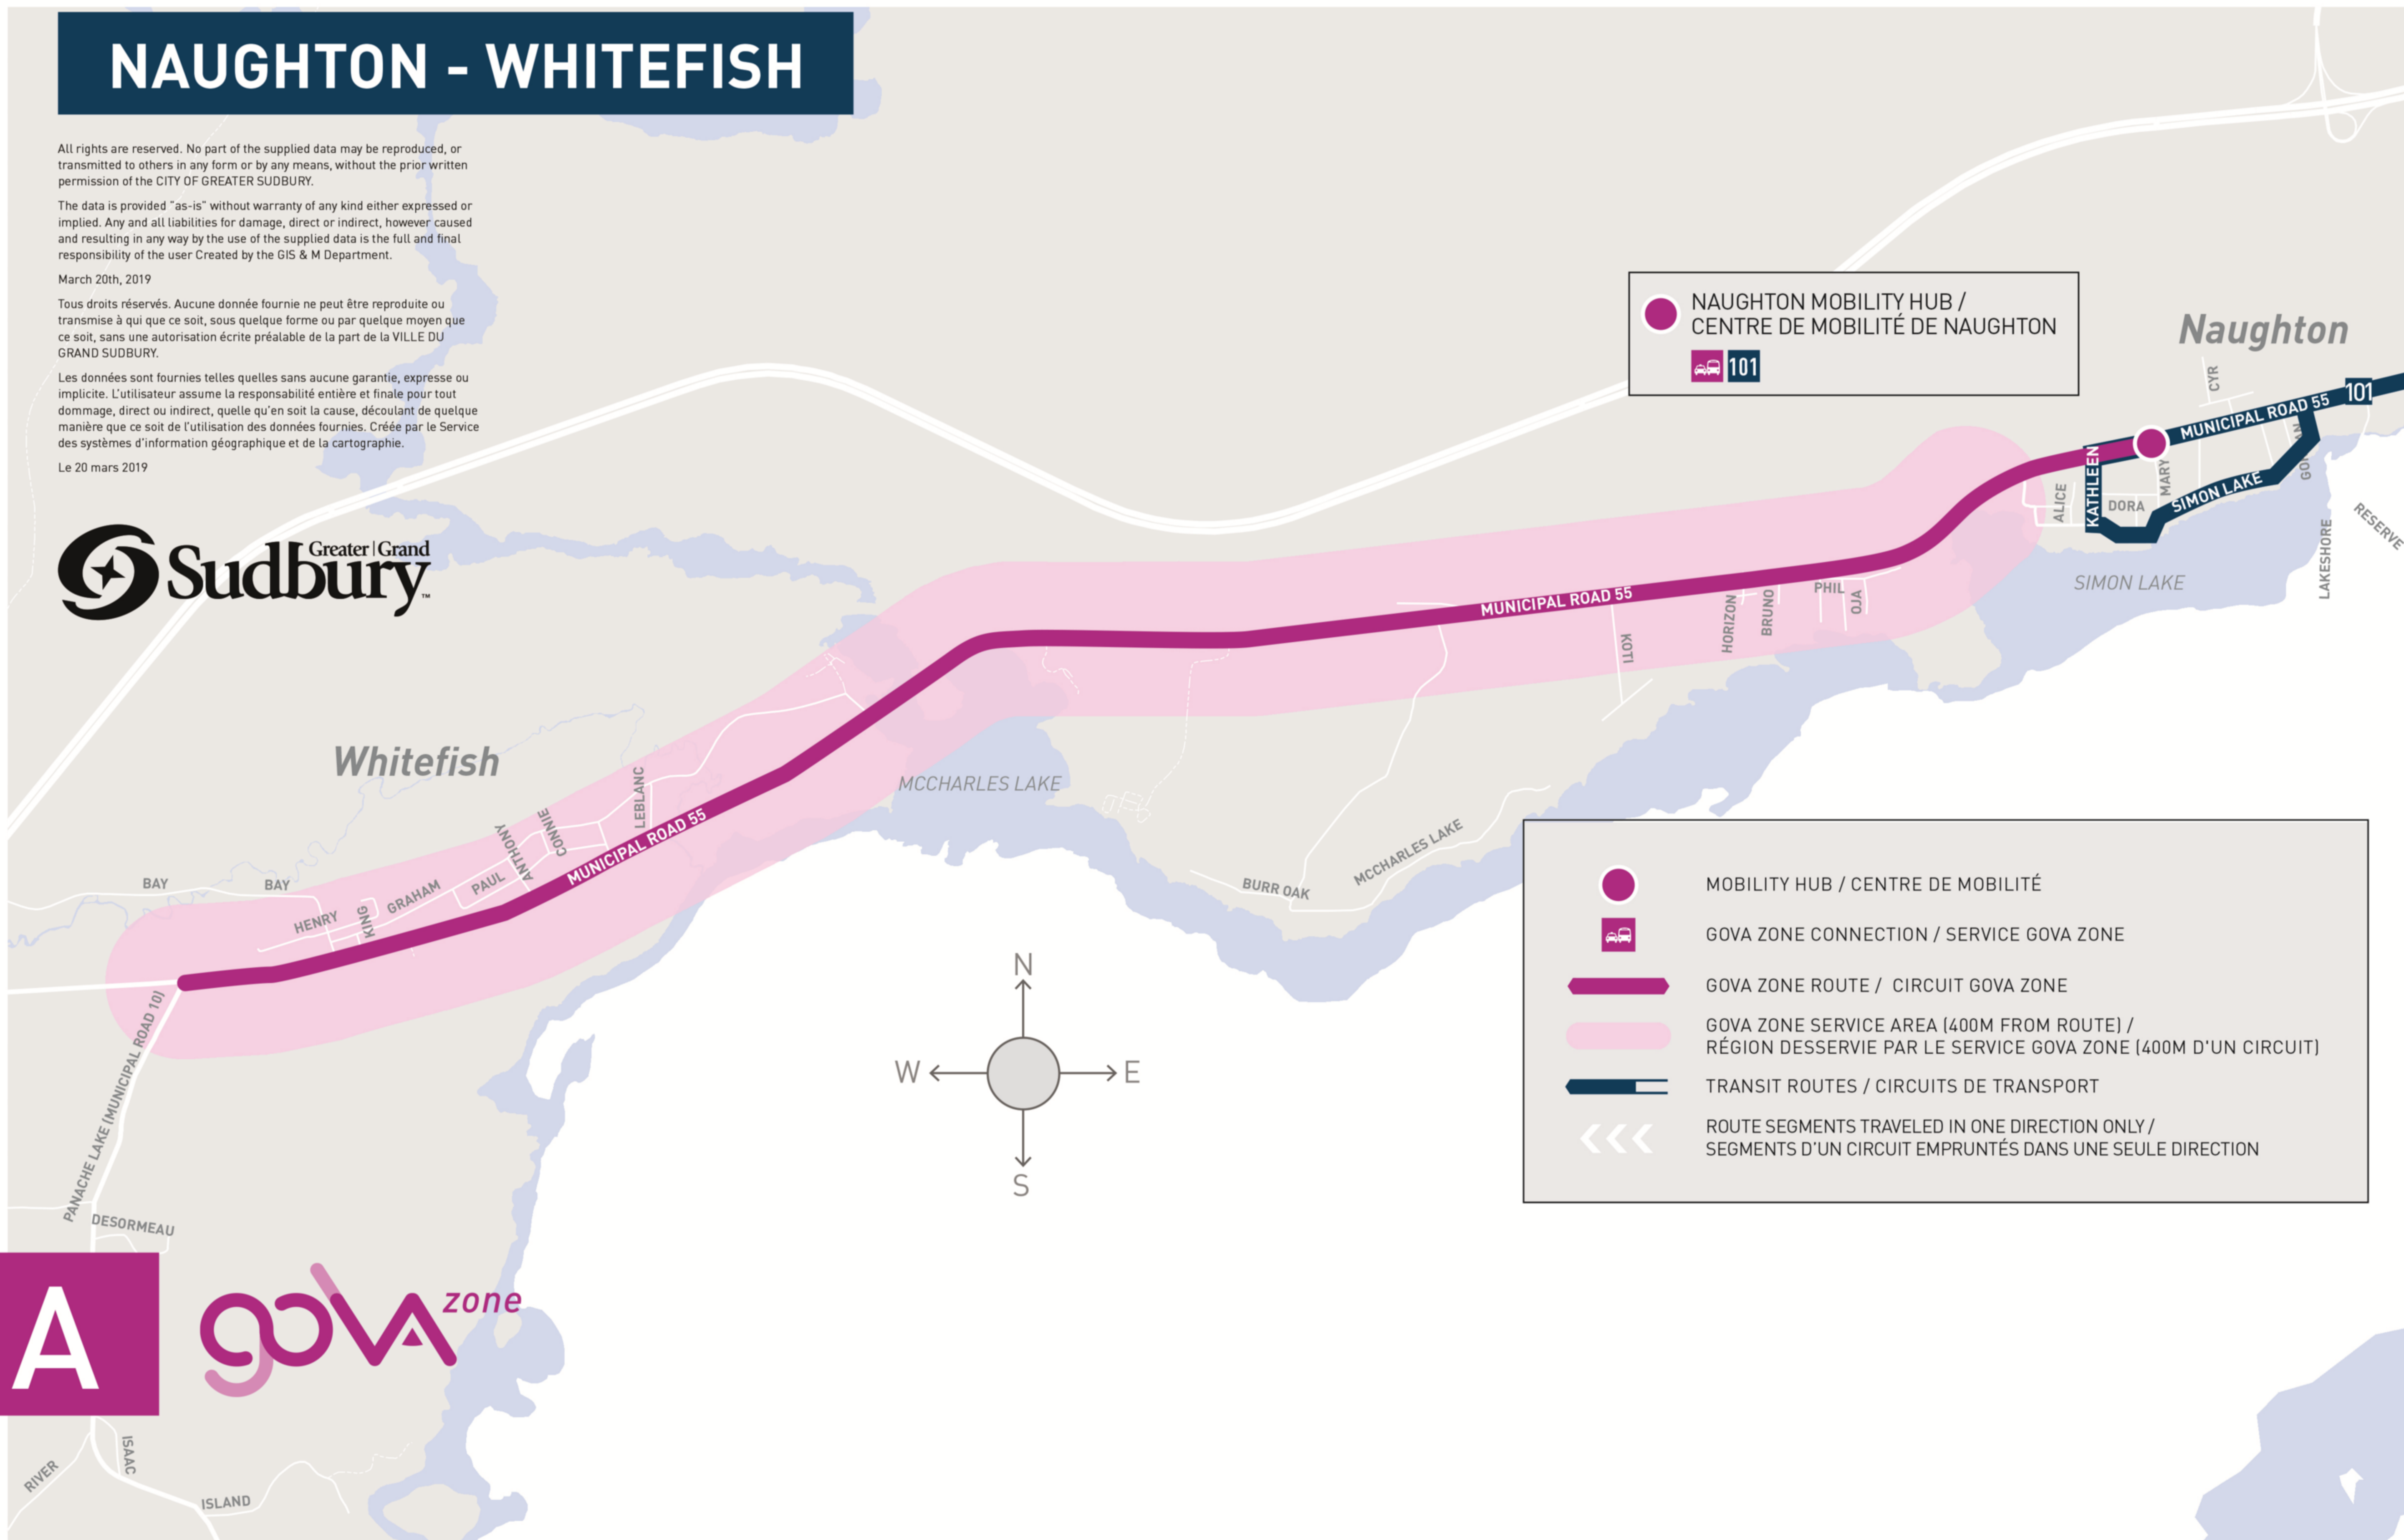 NAUGHTON - WHITEFISH
All rights are reserved. No part of the supplied data may be reproduced, or
transmitted to others in any form or by any means, without the prior written
permission of the CITY OF GREATER SUDBURY.
The data is provided "as-is" without warranty of any kind either expressed or
implied. Any and all liabilities for damage, direct or indirect, however caused
and resulting in any way by the use of the supplied data is the full and final
responsibility of the user Created by the GIS & M Department.
March 20th, 2019
Tous droits réservés. Aucune donnée fournie ne peut être reproduite ou
transmise à qui que ce soit, sous quelque forme ou par quelque moyen que
ce soit, sans une autorisation écrite préalable de la part de la VILLE DU
GRAND SUDBURY.
Les données sont fournies telles quelles sans aucune garantie, expresse ou
implicite. L'utilisateur assume la responsabilité entière et finale pour tout
dommage, direct ou indirect, quelle qu'en soit la cause, découlant de quelque
manière que ce soit de l'utilisation des données fournies. Créée par le Service
des systèmes d'information géographique et de la cartographie.
Le 20 mars 2019
Greater | Grand
Sudbury™
NAUGHTON MOBILITY HUB /
CENTRE DE MOBILITÉ DE NAUGHTON
101
Naughton
CYR
101
MUNICIPAL ROAD 55
KATHLEEN
MARY
ALICE
DORA
SIMON LAKE
LAKESHORE
RESERVE
SIMON LAKE
MUNICIPAL ROAD 55
PHIL
OJA
BRUNO
HORIZON
KOTI
Whitefish
MCCHARLES LAKE
LEBLANC
CONNIE
ANTHONY
MUNICIPAL ROAD 55
PAUL
GRAHAM
KING
HENRY
BAY
BAY
BURR OAK
MCCHARLES LAKE
PANACHE LAKE (MUNICIPAL ROAD 10)
DESORMEAU
N
W
E
S
MOBILITY HUB / CENTRE DE MOBILITÉ
GOVA ZONE CONNECTION / SERVICE GOVA ZONE
GOVA ZONE ROUTE / CIRCUIT GOVA ZONE
GOVA ZONE SERVICE AREA (400M FROM ROUTE) /
RÉGION DESSERVIE PAR LE SERVICE GOVA ZONE (400M D'UN CIRCUIT)
TRANSIT ROUTES / CIRCUITS DE TRANSPORT
ROUTE SEGMENTS TRAVELED IN ONE DIRECTION ONLY /
SEGMENTS D'UN CIRCUIT EMPRUNTÉS DANS UNE SEULE DIRECTION
A
gova zone
ISAAC
RIVER
ISLAND